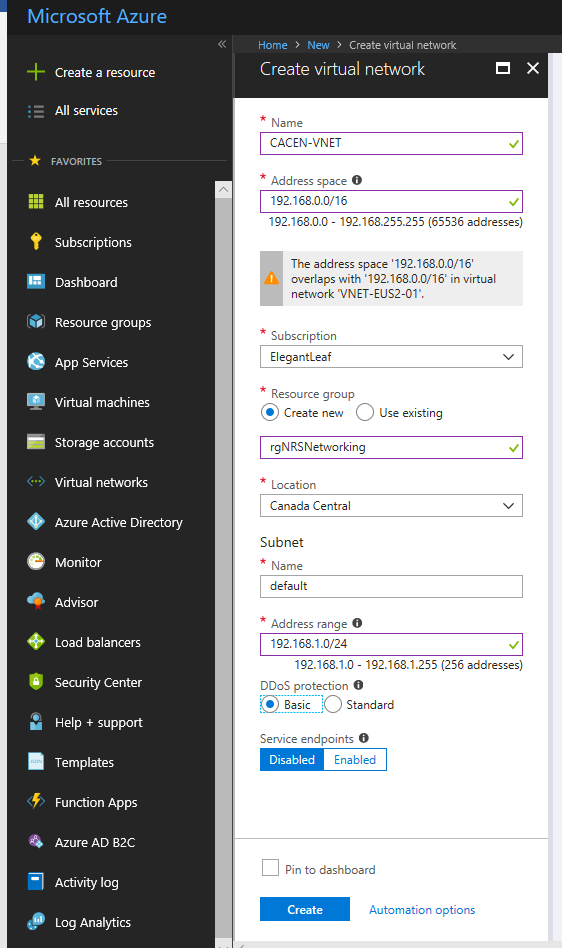 Microsoft Azure
«
Home > New > Create virtual network
Create a resource
All services
FAVORITES
All resources
Subscriptions
Dashboard
Resource groups
App Services
Virtual machines
Storage accounts
Virtual networks
Azure Active Directory
Monitor
Advisor
Load balancers
Security Center
Help + support
Templates
Function Apps
Azure AD B2C
Activity log
Log Analytics
Create virtual network
* Name
CACEN-VNET
* Address space
192.168.0.0/16
192.168.0.0 - 192.168.255.255 (65536 addresses)
The address space '192.168.0.0/16'
overlaps with '192.168.0.0/16' in virtual
network 'VNET-EUS2-01'.
* Subscription
ElegantLeaf
* Resource group
Create new Use existing
rgNRSNetworking
* Location
Canada Central
Subnet
* Name
default
* Address range
192.168.1.0/24
192.168.1.0 - 192.168.1.255 (256 addresses)
DDoS protection
Basic Standard
Service endpoints
Disabled Enabled
Pin to dashboard
Create Automation options